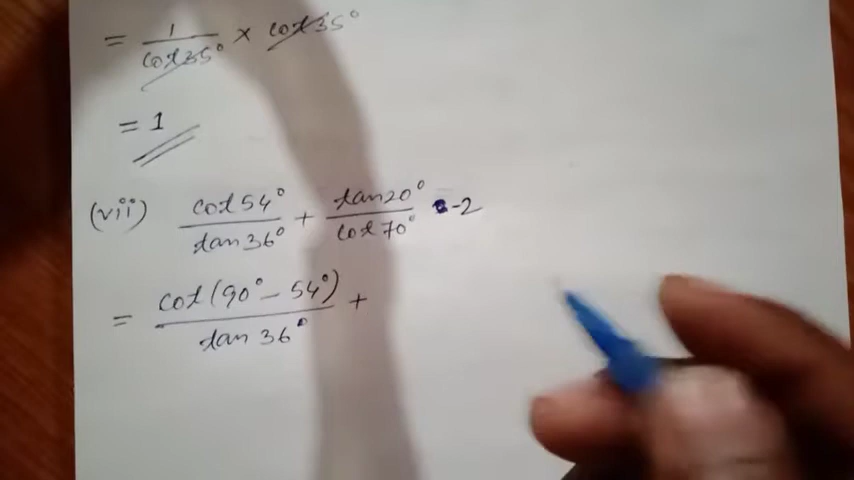 = 1/cot35° × cot35°
= 1
(vii) cot54°/tan36° + tan20°/cot70° -2
= cot(90°-54°)/tan36° +